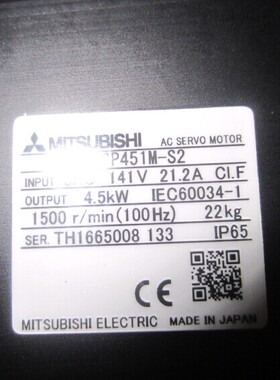 MITSUBISHI AC SERVO MOTOR
P451M-S2
INPUT 141V 21.2A Cl.F
OUTPUT 4.5kW IEC60034-1
1500 r/min(100Hz) 22kg
SER. TH1665008 133 IP65
CE
MITSUBISHI ELECTRIC MADE IN JAPAN